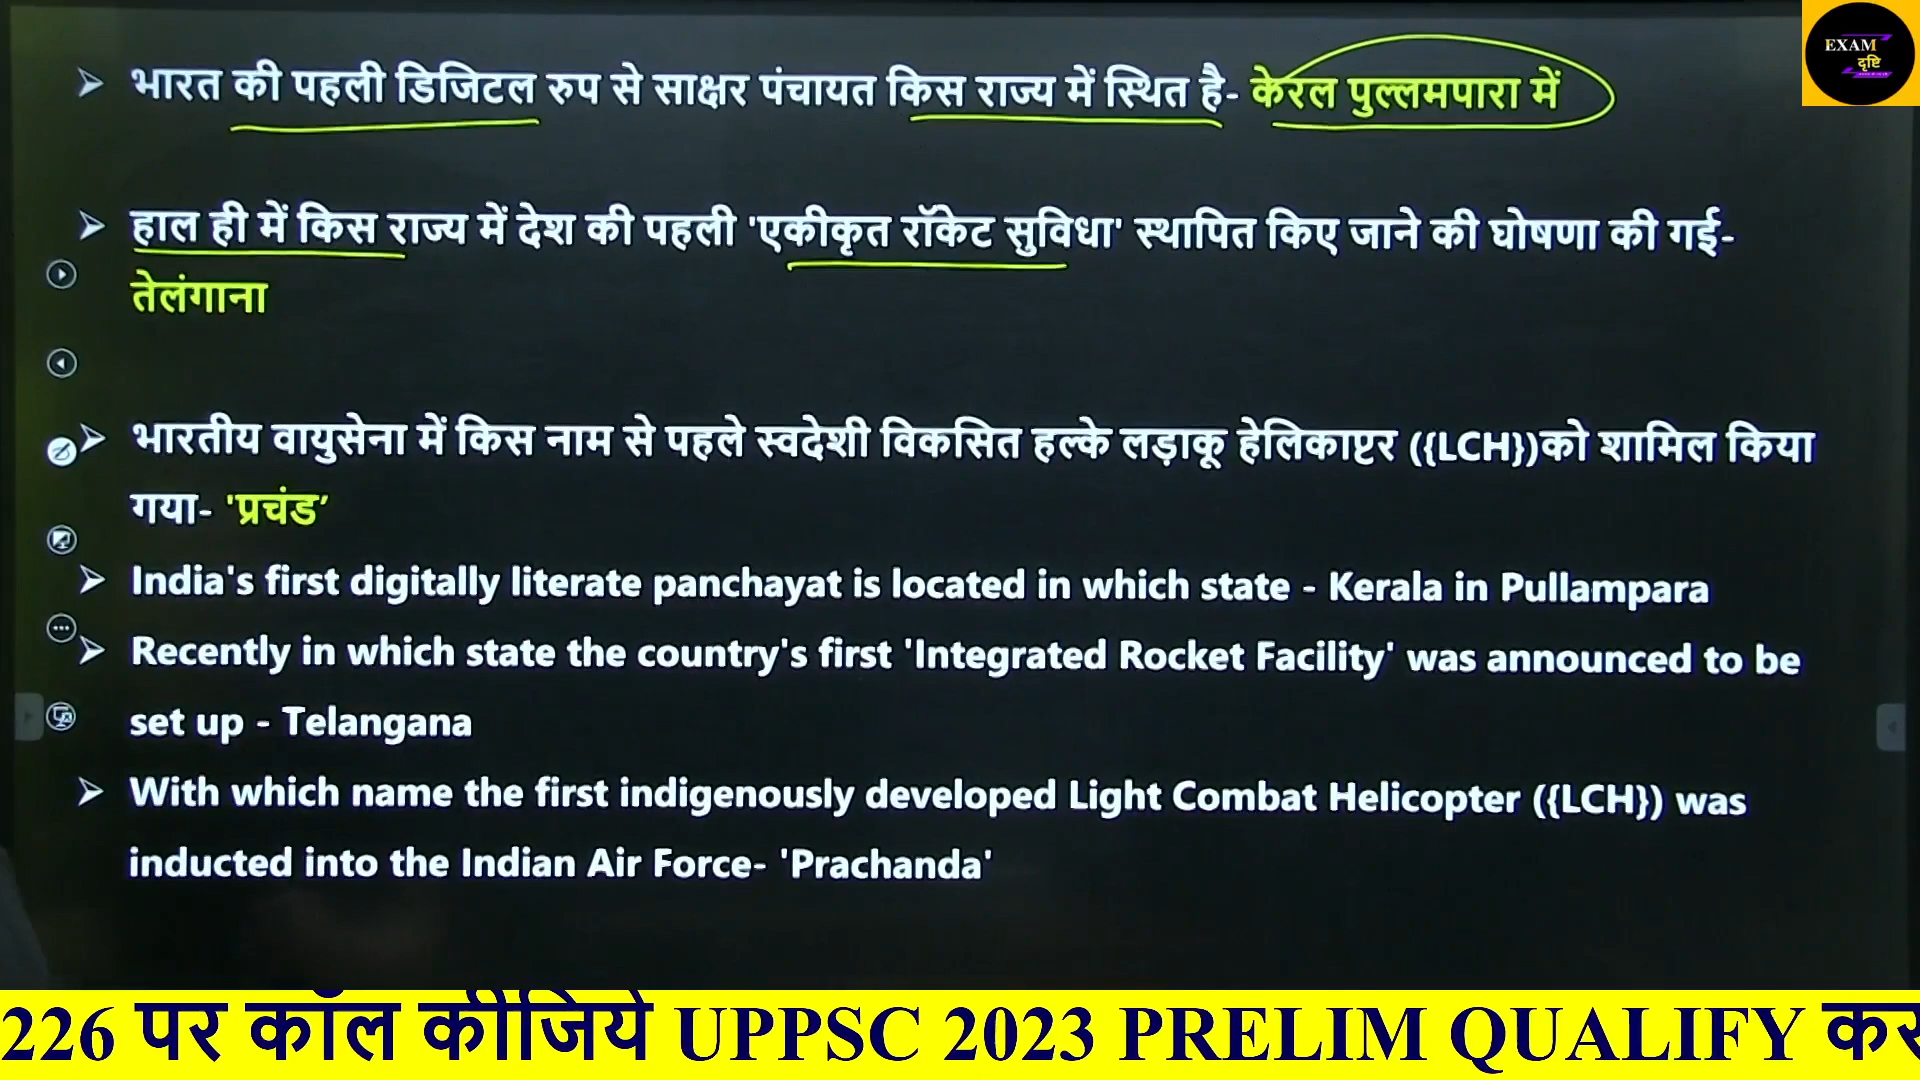 EXAM
दृष्टि
➤ भारत की पहली डिजिटल रुप से साक्षर पंचायत किस राज्य में स्थित है- केरल पुल्लमपारा में
➤ हाल ही में किस राज्य में देश की पहली 'एकीकृत रॉकेट सुविधा' स्थापित किए जाने की घोषणा की गई-
तेलंगाना
➤ भारतीय वायुसेना में किस नाम से पहले स्वदेशी विकसित हल्के लड़ाकू हेलिकाप्टर ({LCH})को शामिल किया
गया- 'प्रचंड’
➤ India's first digitally literate panchayat is located in which state - Kerala in Pullampara
➤ Recently in which state the country's first 'Integrated Rocket Facility' was announced to be
set up - Telangana
➤ With which name the first indigenously developed Light Combat Helicopter ({LCH}) was
inducted into the Indian Air Force- 'Prachanda'
226 पर कॉल कीजिये UPPSC 2023 PRELIM QUALIFY कर